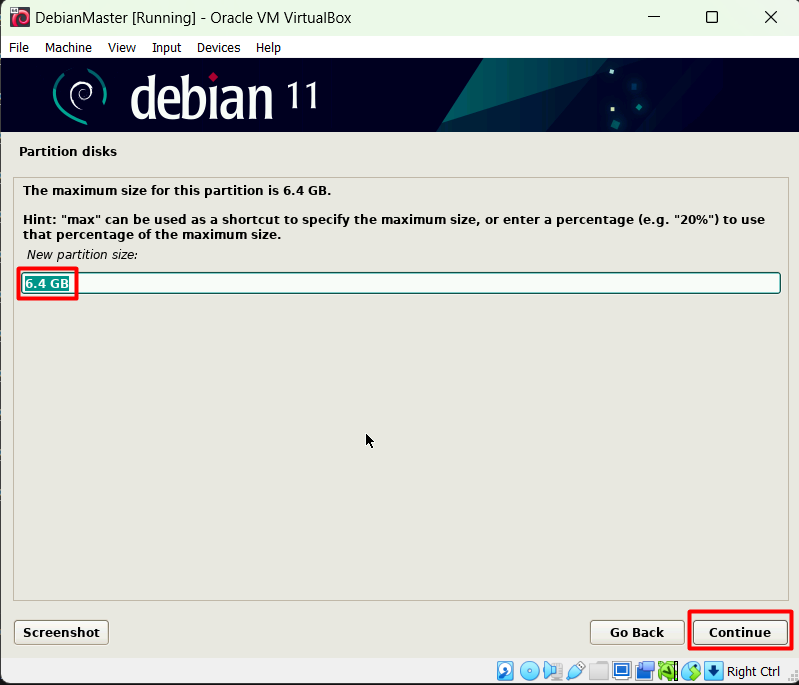 DebianMaster [Running] - Oracle VM VirtualBox
File Machine View Input Devices Help
debian 11
Partition disks
The maximum size for this partition is 6.4 GB.
Hint: "max" can be used as a shortcut to specify the maximum size, or enter a percentage (e.g. "20%") to use
that percentage of the maximum size.
New partition size:
6.4 GB
Screenshot Go Back Continue
Right Ctrl